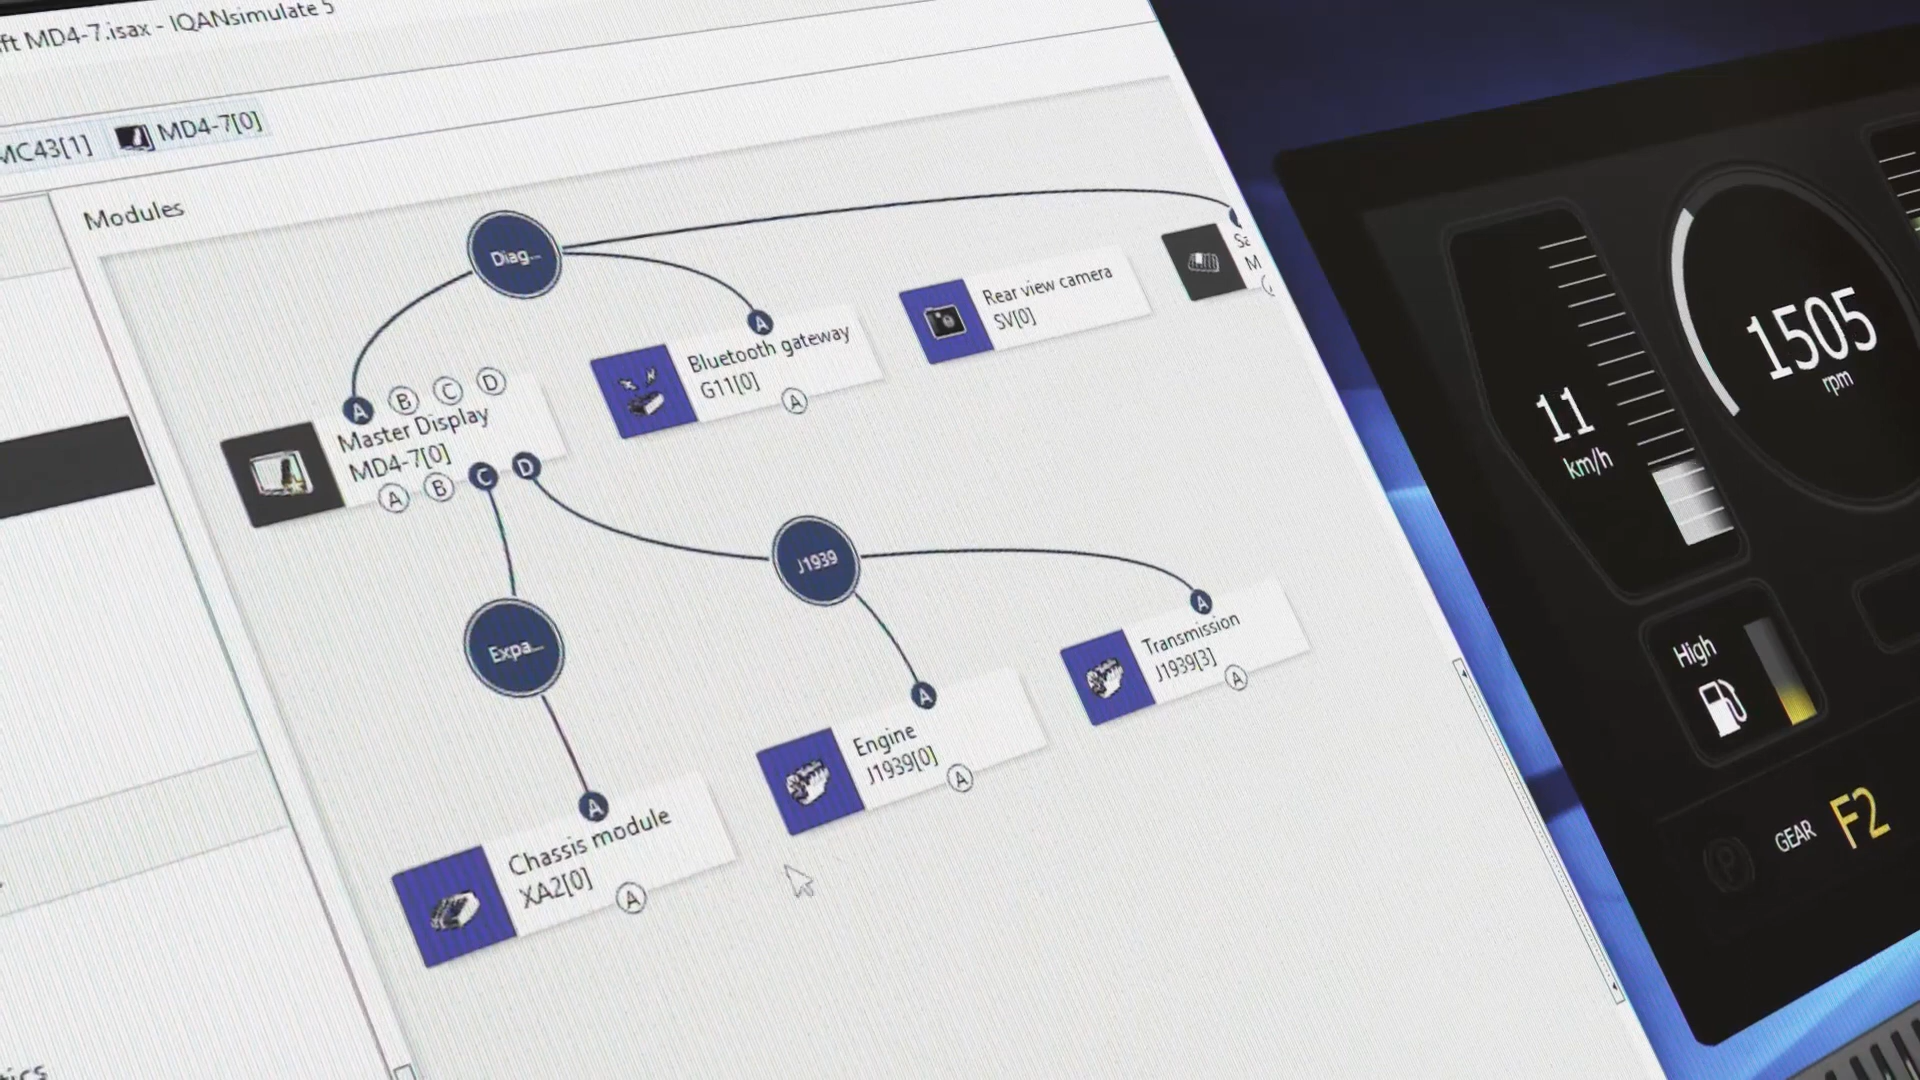 ft MD4-7.isax - IQANsimulate 5
MC43[1]
MD4-7[0]
Modules
Diag...
A
Bluetooth gateway
G11[0]
A
Rear view camera
SV[0]
A B C D
Master Display
MD4-7[0]
A B C D
J1939
Expa...
A
Transmission
J1939[3]
A
A
Engine
J1939[0]
A
A
Chassis module
XA2[0]
A
1505
rpm
11
km/h
High
GEAR F2
P